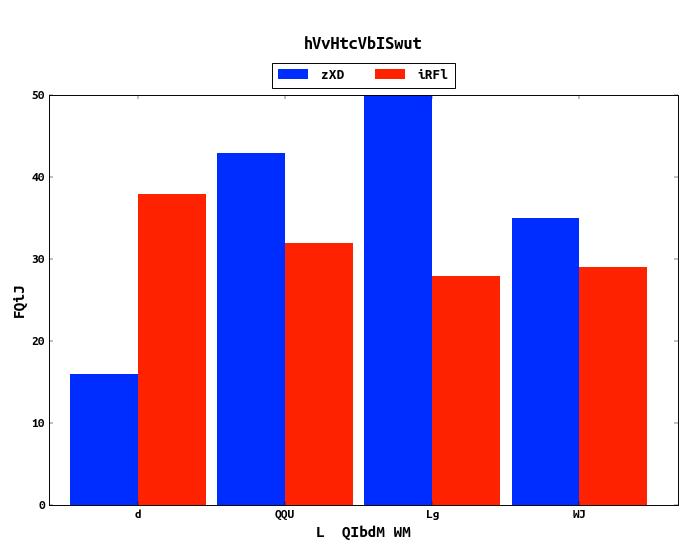 hVvHtcVbISwut
zXD iRFl
50
40
30
20
10
0
FQiJ
d QQU Lg WJ
L QIbdM WM